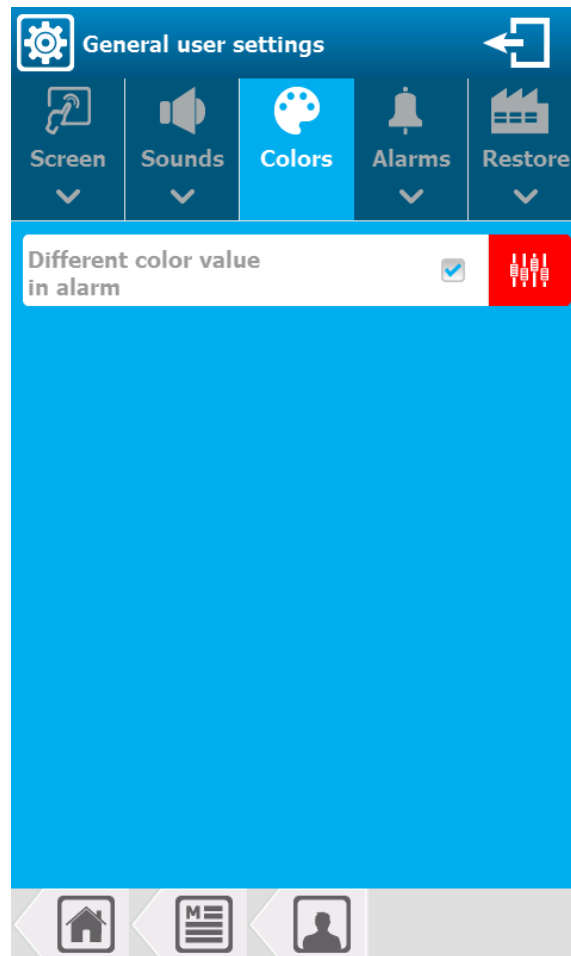 General user settings
Screen
Sounds
Colors
Alarms
Restore
Different color value
in alarm
M